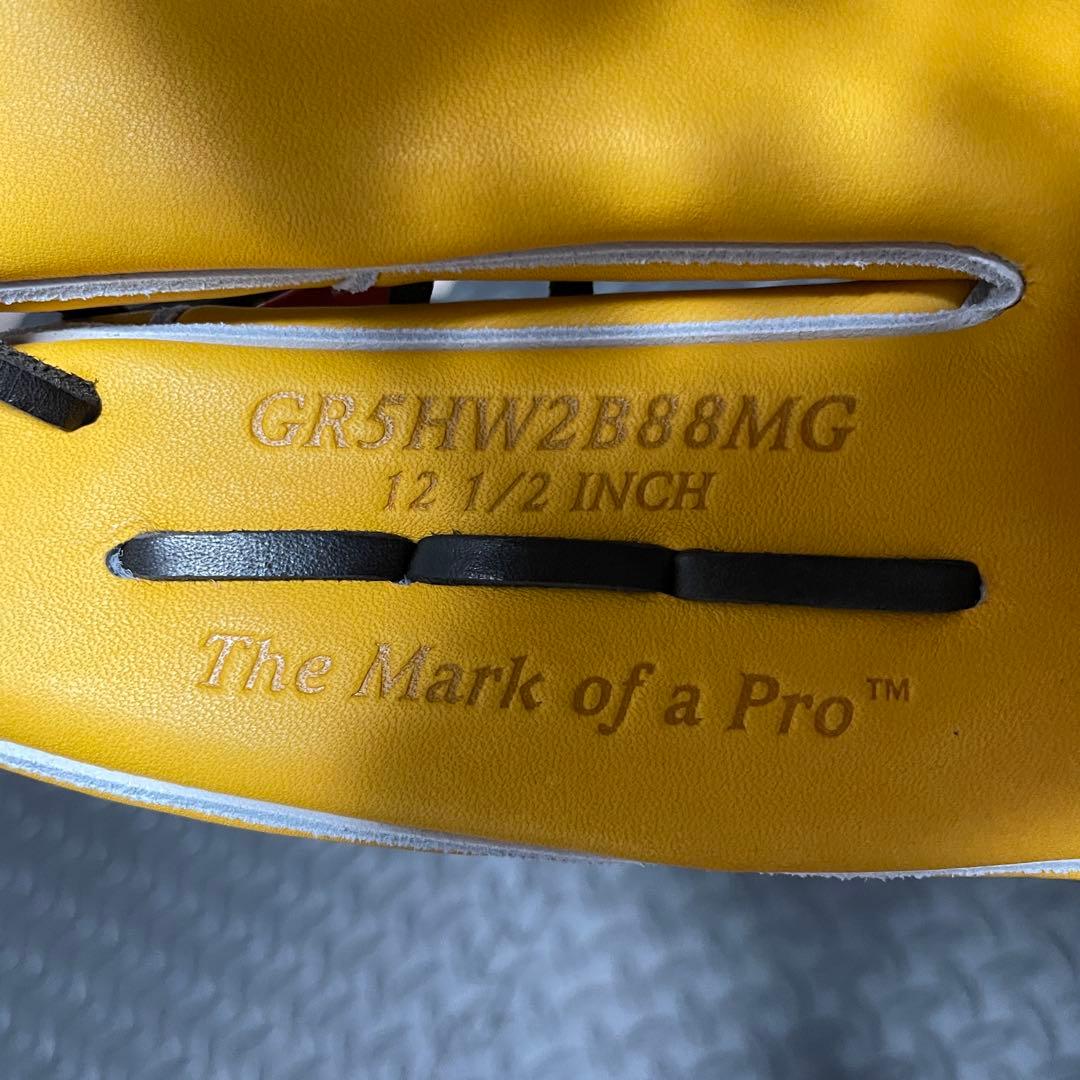 GR5HW2B88MG
12 1/2 INCH
The Mark of a Pro™